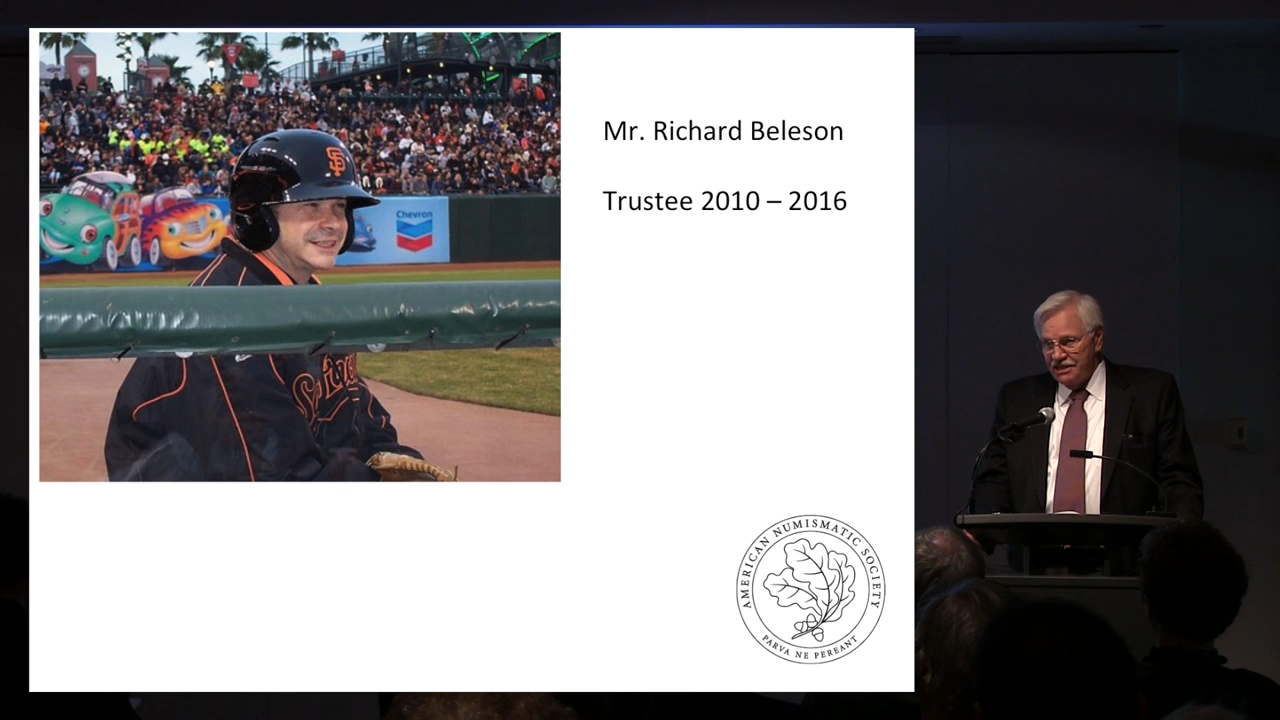 Mr. Richard Beleson
Trustee 2010 – 2016
SF
Chevron
AMERICAN NUMISMATIC SOCIETY
PARVA NE PEREANT